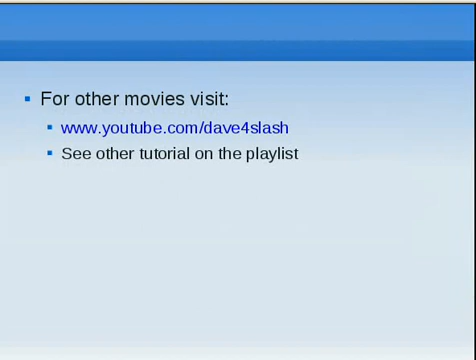 For other movies visit:
www.youtube.com/dave4slash
See other tutorial on the playlist